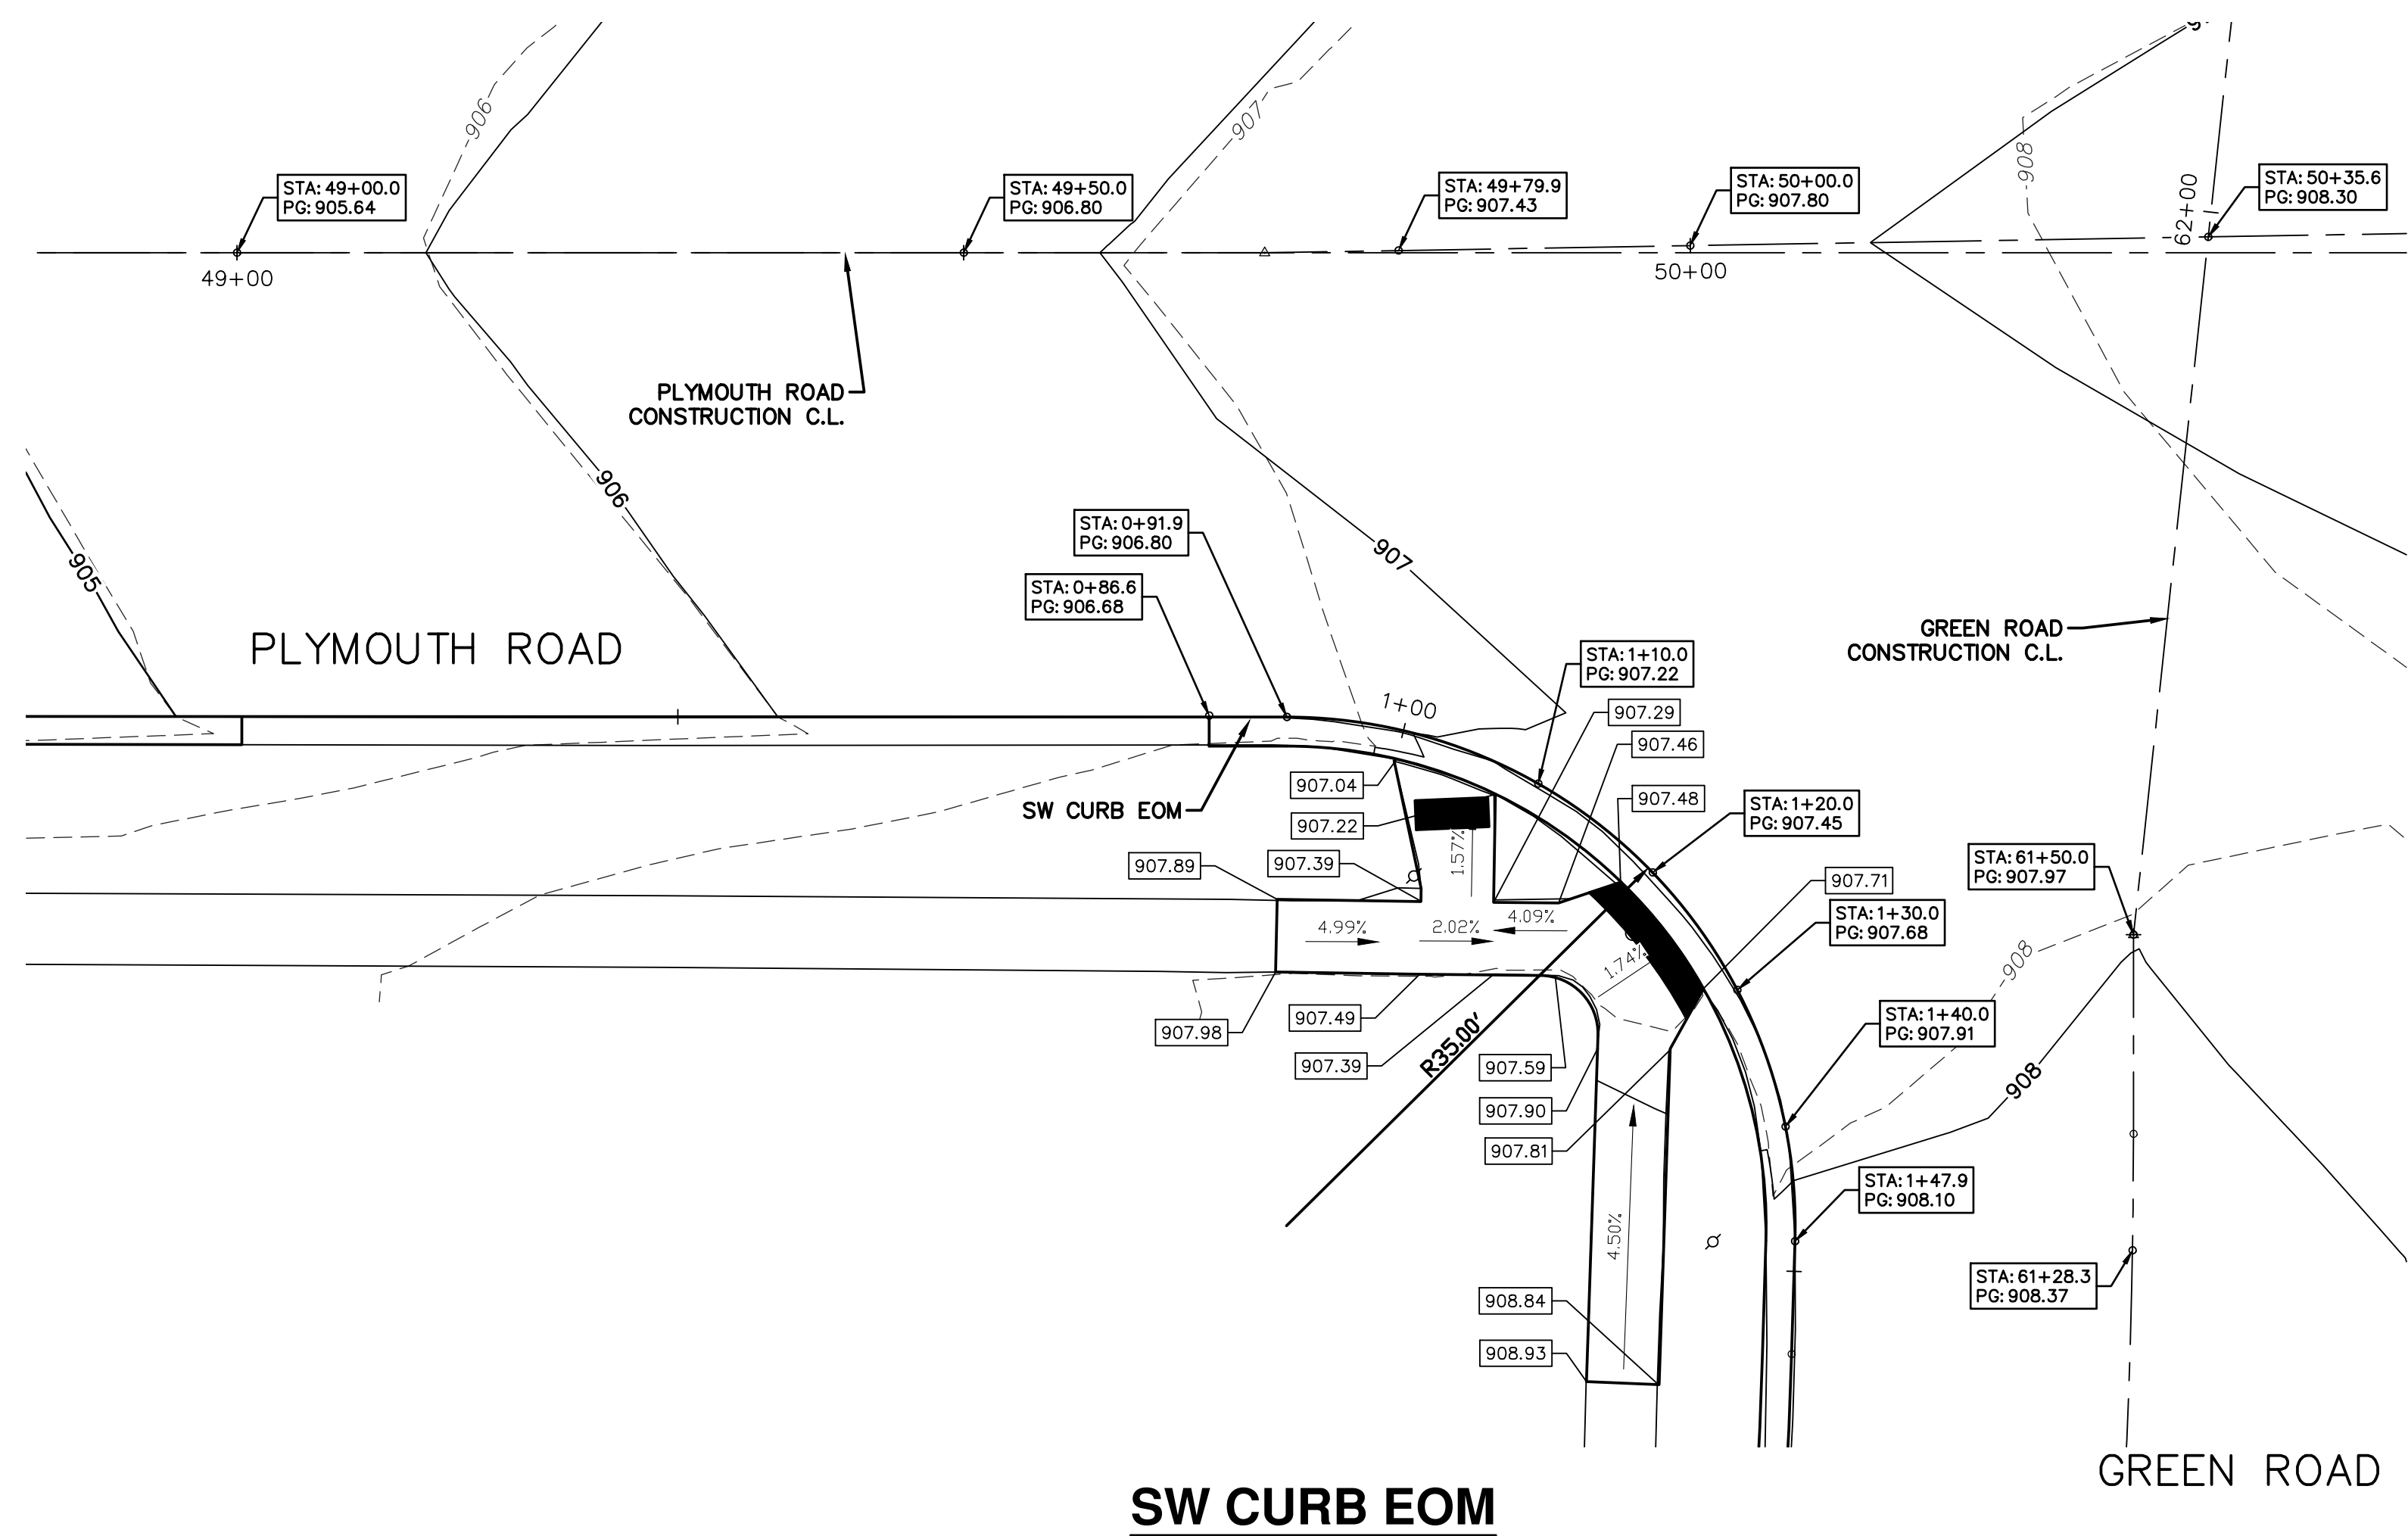 906
907
908
62+00
STA: 49+00.0
PG: 905.64
STA: 49+50.0
PG: 906.80
STA: 49+79.9
PG: 907.43
STA: 50+00.0
PG: 907.80
STA: 50+35.6
PG: 908.30
49+00
50+00
PLYMOUTH ROAD
CONSTRUCTION C.L.
906
905
907
STA: 0+91.9
PG: 906.80
STA: 0+86.6
PG: 906.68
PLYMOUTH ROAD
GREEN ROAD
CONSTRUCTION C.L.
STA: 1+10.0
PG: 907.22
1+00
907.29
907.46
907.04
907.48
SW CURB EOM
907.22
STA: 1+20.0
PG: 907.45
1.57%
907.89
907.39
907.71
STA: 61+50.0
PG: 907.97
STA: 1+30.0
PG: 907.68
4.99%
2.02%
4.09%
1.74%
908
907.98
907.49
907.39
R35.00'
907.59
STA: 1+40.0
PG: 907.91
908
907.90
907.81
STA: 1+47.9
PG: 908.10
4.50%
STA: 61+28.3
PG: 908.37
908.84
908.93
GREEN ROAD
SW CURB EOM